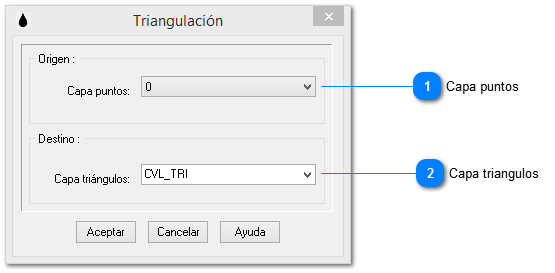 Triangulación
Origen :
Capa puntos:
0
1
Capa puntos
Destino :
Capa triángulos:
CVL_TRI
2
Capa triangulos
Aceptar
Cancelar
Ayuda